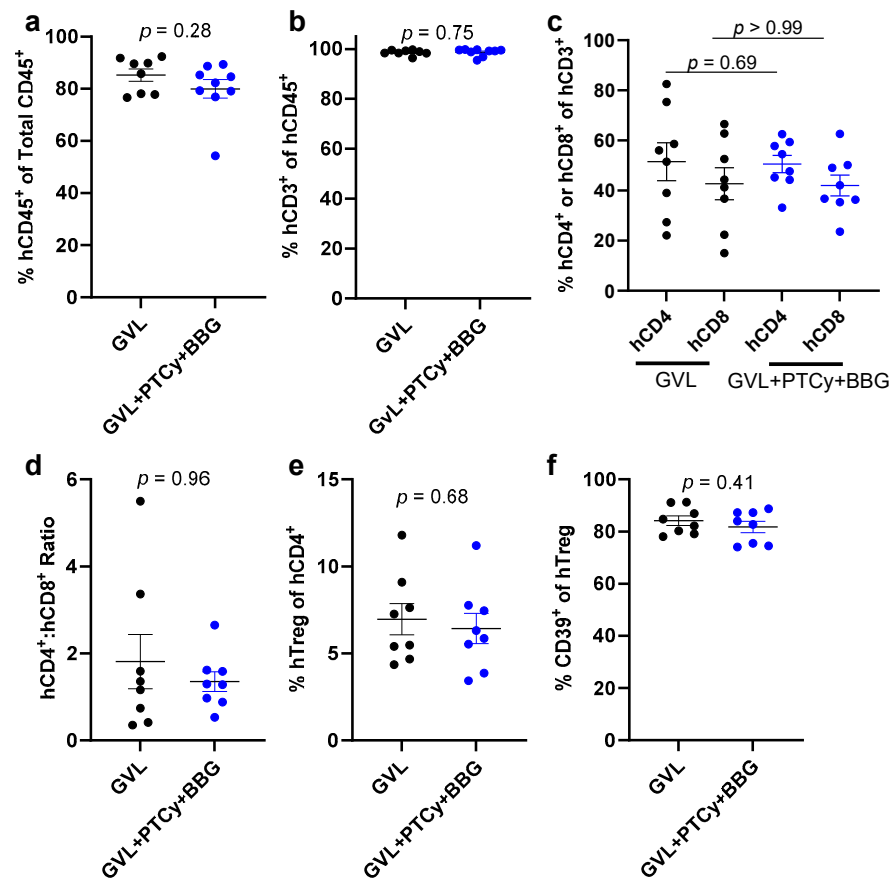 a
p = 0.28
% hCD45⁺ of Total CD45⁺
100
80
60
40
20
0
GVL
GVL+PTCy+BBG
b
p = 0.75
% hCD3⁺ of hCD45⁺
100
80
60
40
20
0
GVL
GvL+PTCy+BBG
c
p > 0.99
p = 0.69
% hCD4⁺ or hCD8⁺ of hCD3⁺
100
80
60
40
20
0
hCD4
hCD8
hCD4
hCD8
GVL
GVL+PTCy+BBG
d
p = 0.96
hCD4⁺:hCD8⁺ Ratio
6
4
2
0
GVL
GVL+PTCy+BBG
e
p = 0.68
% hTreg of hCD4⁺
15
10
5
0
GVL
GVL+PTCy+BBG
f
p = 0.41
% CD39⁺ of hTreg
100
80
60
40
20
0
GVL
GVL+PTCy+BBG